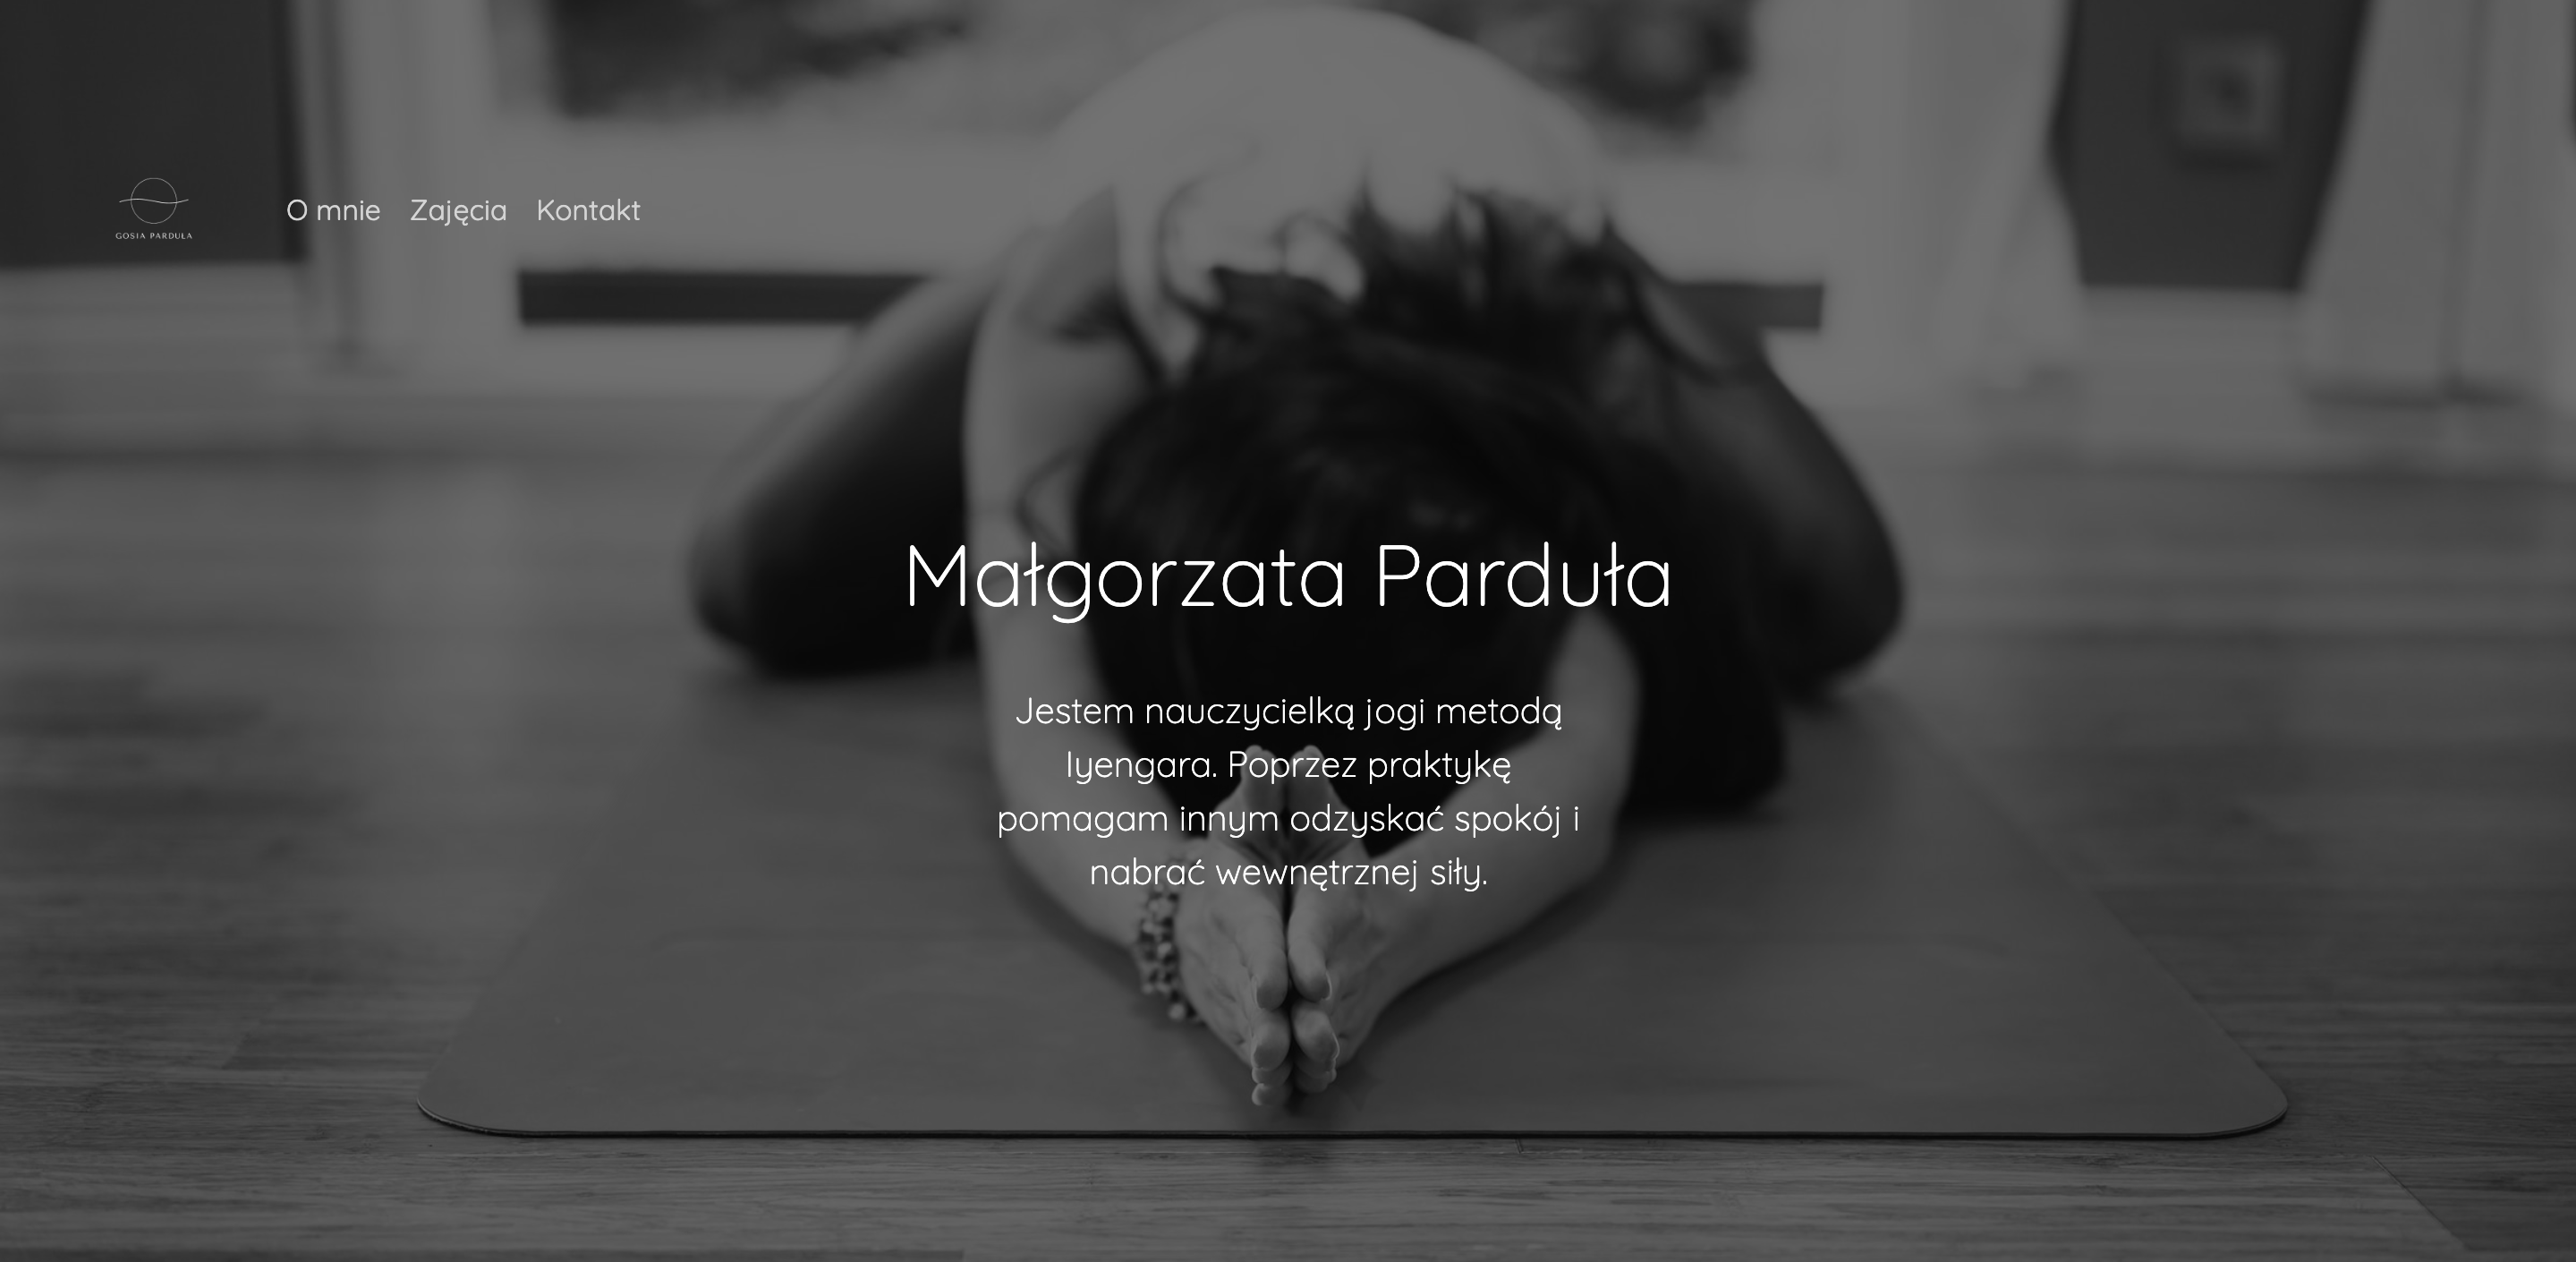 GOSIA PARDUŁA
O mnie Zajęcia Kontakt
Małgorzata Parduła
Jestem nauczycielką jogi metodą
Iyengara. Poprzez praktykę
pomagam innym odzyskać spokój i
nabrać wewnętrznej siły.